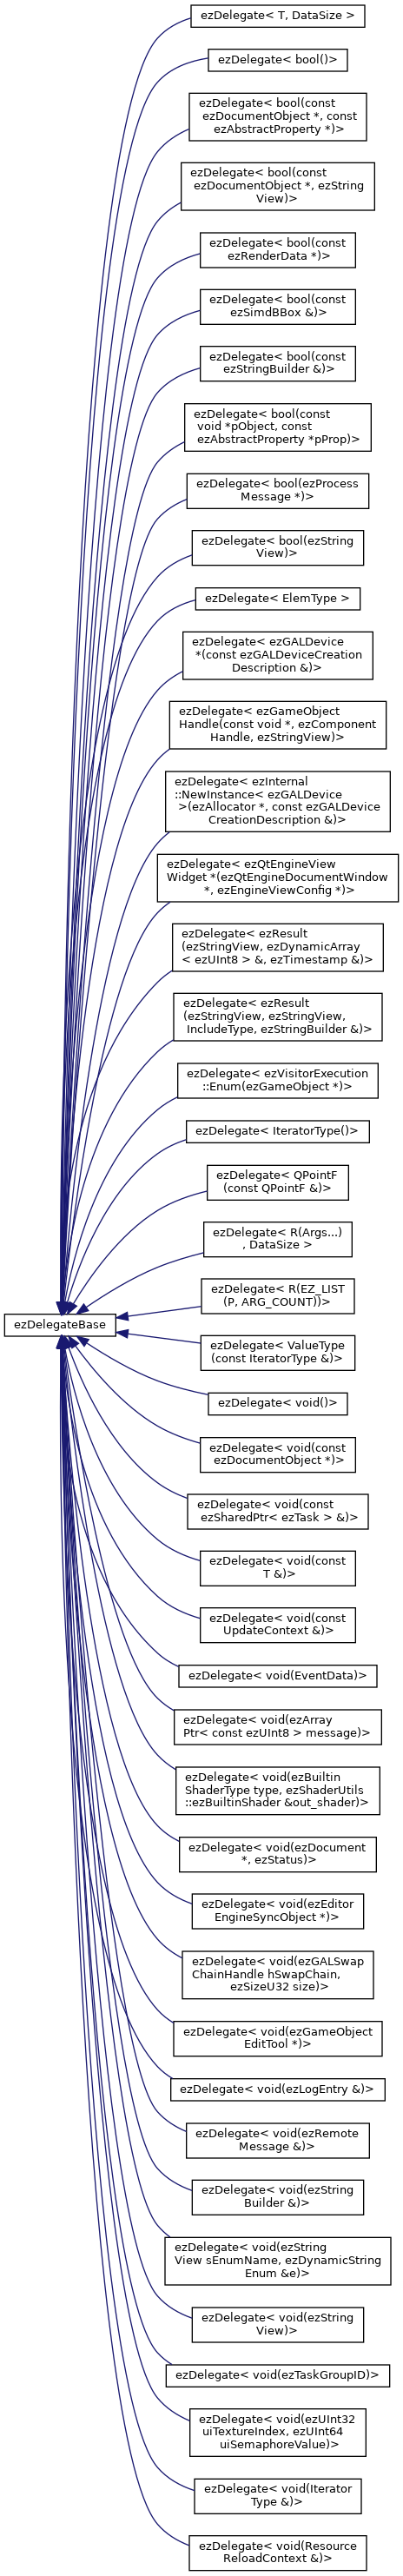 ezDelegate< T, DataSize >
ezDelegate< bool()>
ezDelegate< bool(const
ezDocumentObject *, const
ezAbstractProperty *)>
ezDelegate< bool(const
ezDocumentObject *, ezString
View)>
ezDelegate< bool(const
ezRenderData *)>
ezDelegate< bool(const
ezSimdBBox &)>
ezDelegate< bool(const
ezStringBuilder &)>
ezDelegate< bool(const
void *pObject, const
ezAbstractProperty *pProp)>
ezDelegate< bool(ezProcess
Message *)>
ezDelegate< bool(ezString
View)>
ezDelegate< ElemType >
ezDelegate< ezGALDevice
*(const ezGALDeviceCreation
Description &)>
ezDelegate< ezGameObject
Handle(const void *, ezComponent
Handle, ezStringView)>
ezDelegate< ezInternal
::NewInstance< ezGALDevice
>(ezAllocator *, const ezGALDevice
CreationDescription &)>
ezDelegate< ezQtEngineView
Widget *(ezQtEngineDocumentWindow
*, ezEngineViewConfig *)>
ezDelegate< ezResult
(ezStringView, ezDynamicArray
< ezUInt8 > &, ezTimestamp &)>
ezDelegate< ezResult
(ezStringView, ezStringView,
IncludeType, ezStringBuilder &)>
ezDelegate< ezVisitorExecution
::Enum(ezGameObject *)>
ezDelegate< IteratorType()>
ezDelegate< QPointF
(const QPointF &)>
ezDelegate< R(Args...)
, DataSize >
ezDelegate< R(EZ_LIST
(P, ARG_COUNT))>
ezDelegateBase
ezDelegate< ValueType
(const IteratorType &)>
ezDelegate< void()>
ezDelegate< void(const
ezDocumentObject *)>
ezDelegate< void(const
ezSharedPtr< ezTask > &)>
ezDelegate< void(const
T &)>
ezDelegate< void(const
UpdateContext &)>
ezDelegate< void(EventData)>
ezDelegate< void(ezArray
Ptr< const ezUInt8 > message)>
ezDelegate< void(ezBuiltin
ShaderType type, ezShaderUtils
::ezBuiltinShader &out_shader)>
ezDelegate< void(ezDocument
*, ezStatus)>
ezDelegate< void(ezEditor
EngineSyncObject *)>
ezDelegate< void(ezGALSwap
ChainHandle hSwapChain,
ezSizeU32 size)>
ezDelegate< void(ezGameObject
EditTool *)>
ezDelegate< void(ezLogEntry &)>
ezDelegate< void(ezRemote
Message &)>
ezDelegate< void(ezString
Builder &)>
ezDelegate< void(ezString
View sEnumName, ezDynamicString
Enum &e)>
ezDelegate< void(ezString
View)>
ezDelegate< void(ezTaskGroupID)>
ezDelegate< void(ezUInt32
uiTextureIndex, ezUInt64
uiSemaphoreValue)>
ezDelegate< void(Iterator
Type &)>
ezDelegate< void(Resource
ReloadContext &)>